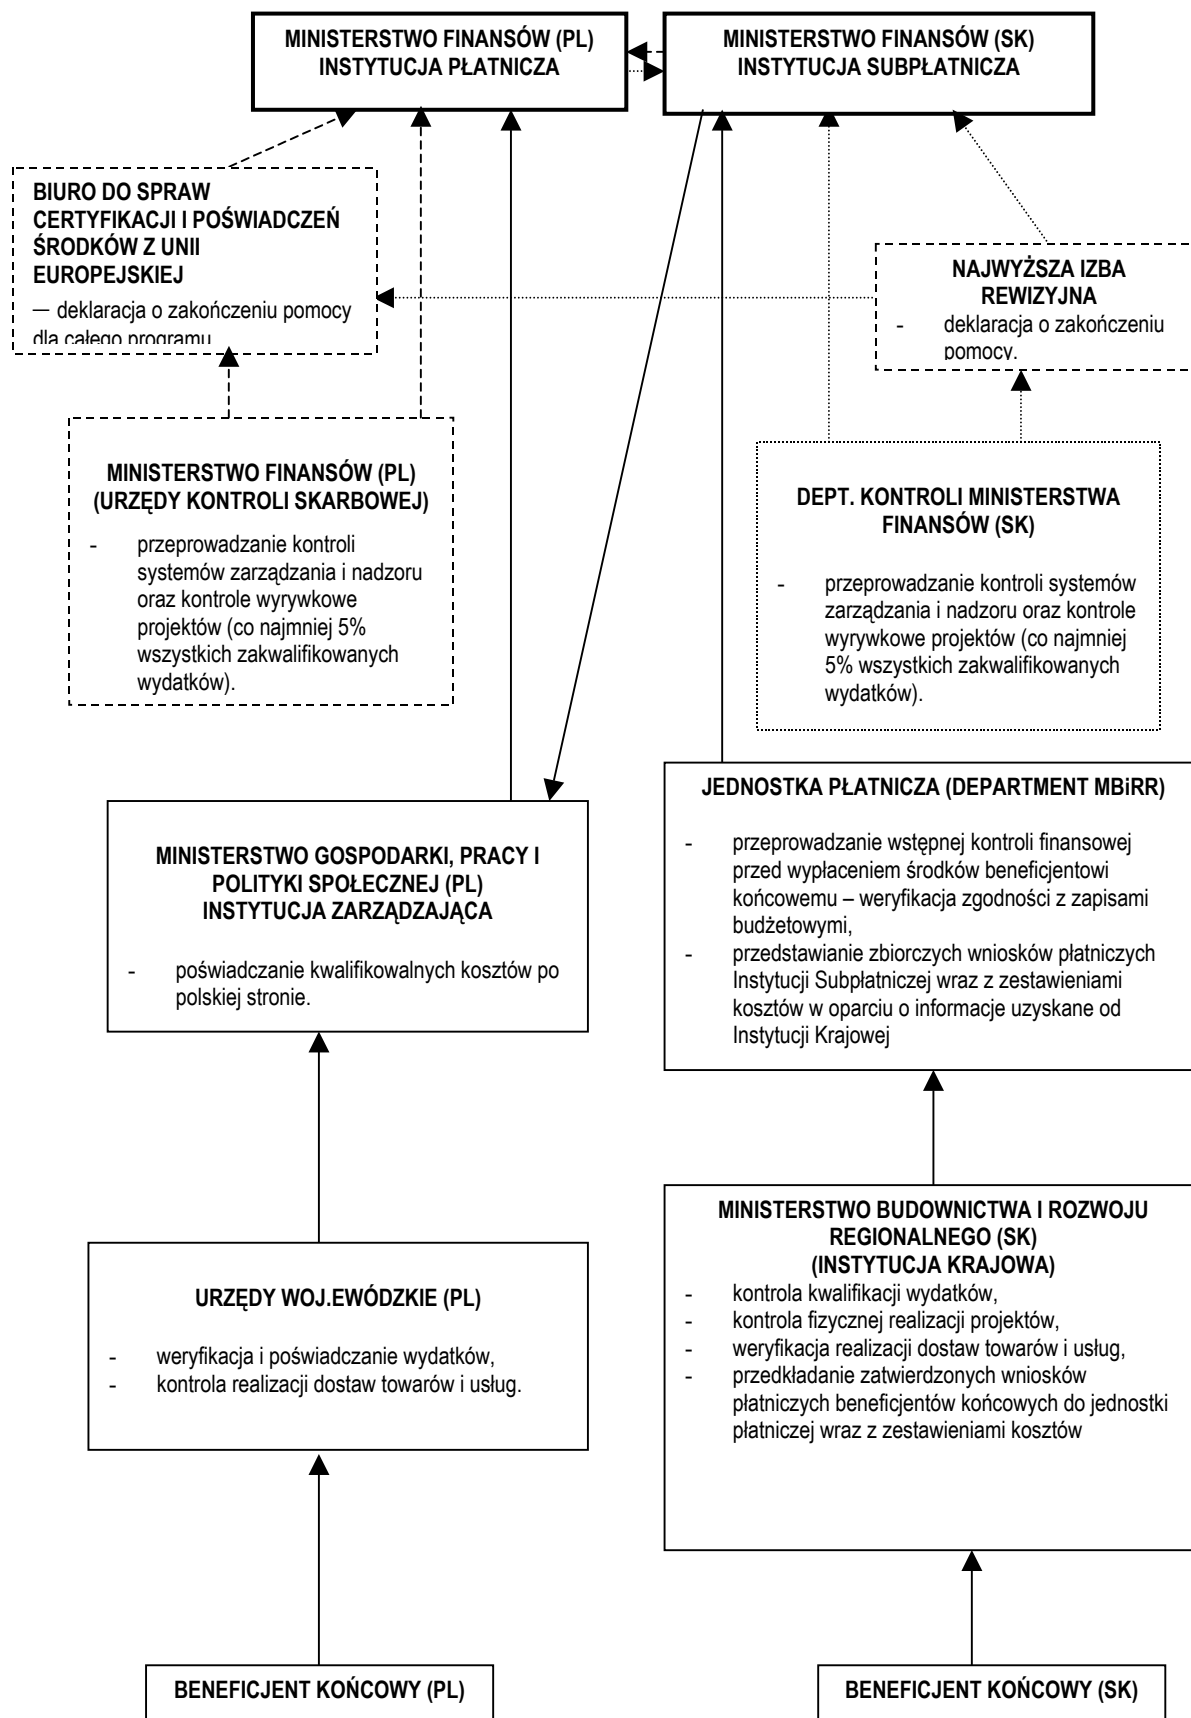 MINISTERSTWO FINANSÓW (PL)
INSTYTUCJA PŁATNICZA
MINISTERSTWO FINANSÓW (SK)
INSTYTUCJA SUBPŁATNICZA
BIURO DO SPRAW
CERTYFIKACJI I POŚWIADCZEŃ
ŚRODKÓW Z UNII
EUROPEJSKIEJ
— deklaracja o zakończeniu pomocy
dla całego programu
NAJWYŻSZA IZBA
REWIZYJNA
- deklaracja o zakończeniu
pomocy.
MINISTERSTWO FINANSÓW (PL)
(URZĘDY KONTROLI SKARBOWEJ)
- przeprowadzanie kontroli
systemów zarządzania i nadzoru
oraz kontrole wyrywkowe
projektów (co najmniej 5%
wszystkich zakwalifikowanych
wydatków).
DEPT. KONTROLI MINISTERSTWA
FINANSÓW (SK)
- przeprowadzanie kontroli systemów
zarządzania i nadzoru oraz kontrole
wyrywkowe projektów (co najmniej
5% wszystkich zakwalifikowanych
wydatków).
MINISTERSTWO GOSPODARKI, PRACY I
POLITYKI SPOŁECZNEJ (PL)
INSTYTUCJA ZARZĄDZAJĄCA
- poświadczanie kwalifikowalnych kosztów po
polskiej stronie.
JEDNOSTKA PŁATNICZA (DEPARTMENT MBiRR)
- przeprowadzanie wstępnej kontroli finansowej
przed wypłaceniem środków beneficjentowi
końcowemu – weryfikacja zgodności z zapisami
budżetowymi,
- przedstawianie zbiorczych wniosków płatniczych
Instytucji Subpłatniczej wraz z zestawieniami
kosztów w oparciu o informacje uzyskane od
Instytucji Krajowej
URZĘDY WOJ.EWÓDZKIE (PL)
- weryfikacja i poświadczanie wydatków,
- kontrola realizacji dostaw towarów i usług.
MINISTERSTWO BUDOWNICTWA I ROZWOJU
REGIONALNEGO (SK)
(INSTYTUCJA KRAJOWA)
- kontrola kwalifikacji wydatków,
- kontrola fizycznej realizacji projektów,
- weryfikacja realizacji dostaw towarów i usług,
- przedkładanie zatwierdzonych wniosków
płatniczych beneficjentów końcowych do jednostki
płatniczej wraz z zestawieniami kosztów
BENEFICJENT KOŃCOWY (PL)
BENEFICJENT KOŃCOWY (SK)